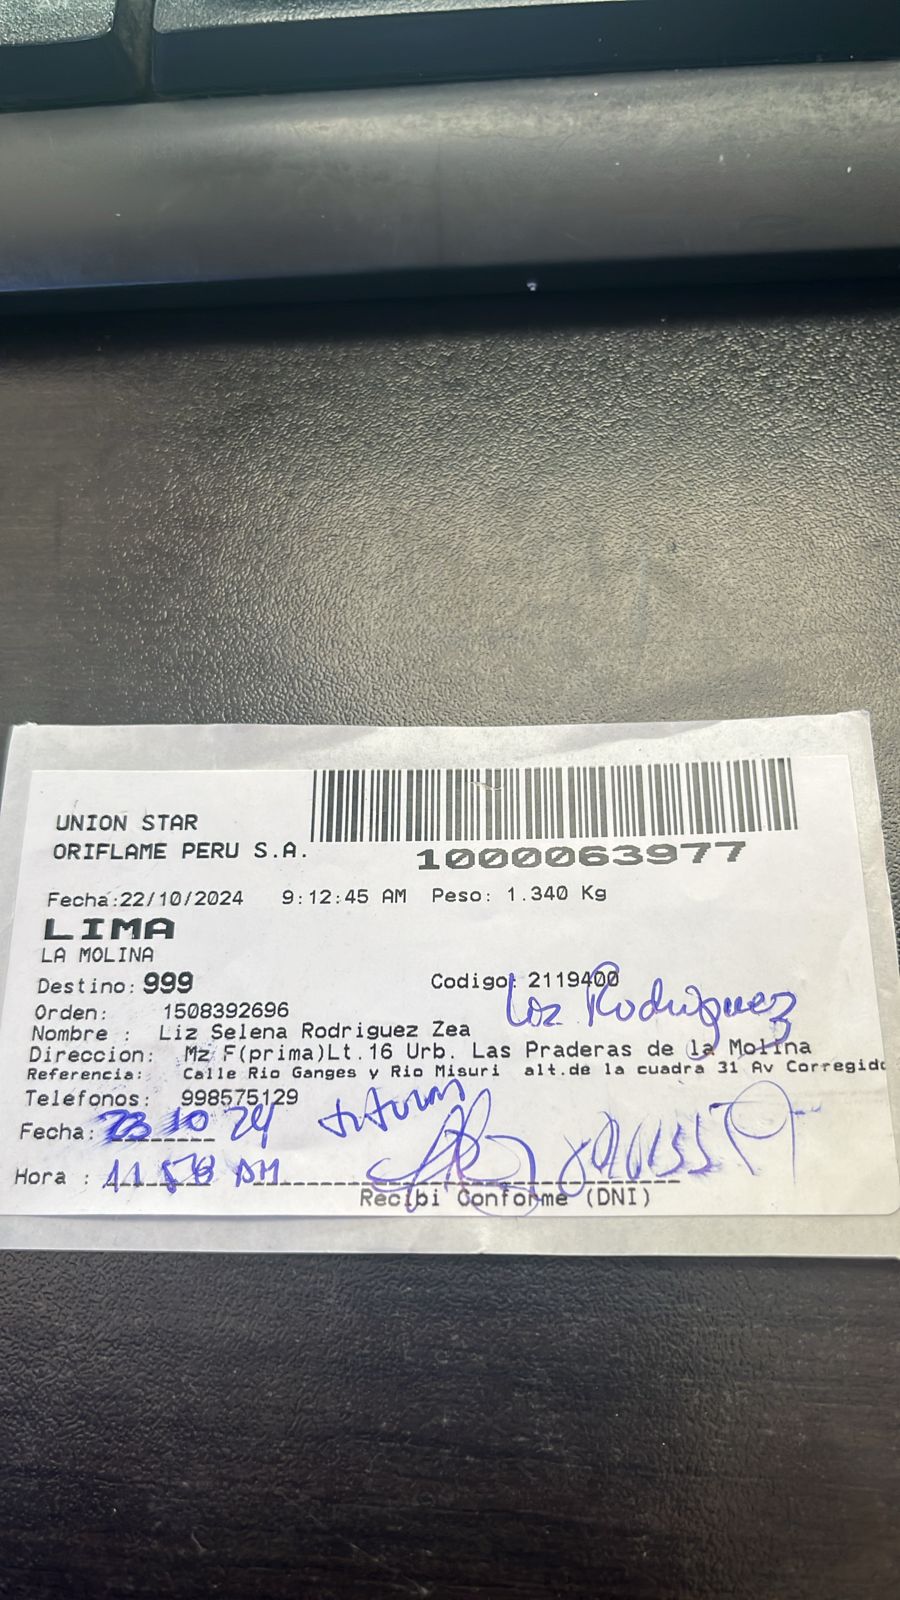 UNION STAR
ORIFLAME PERU S.A.
1000063977
Fecha:22/10/2024 9:12:45 AM Peso: 1.340 Kg
LIMA
LA MOLINA
Destino: 999 Codigo: 2119400
Orden: 1508392696 Rodriguez
Nombre : Liz Selena Rodriguez Zea
Direccion: Mz F(prima)Lt.16 Urb. Las Praderas de la Molina
Referencia: Calle Rio Ganges y Rio Misuri alt.de la cuadra 31 Av Corregido
Telefonos: 998575129
Fecha: 23 10 24
Hora : 11 58 AM
Recibi Conforme (DNI)